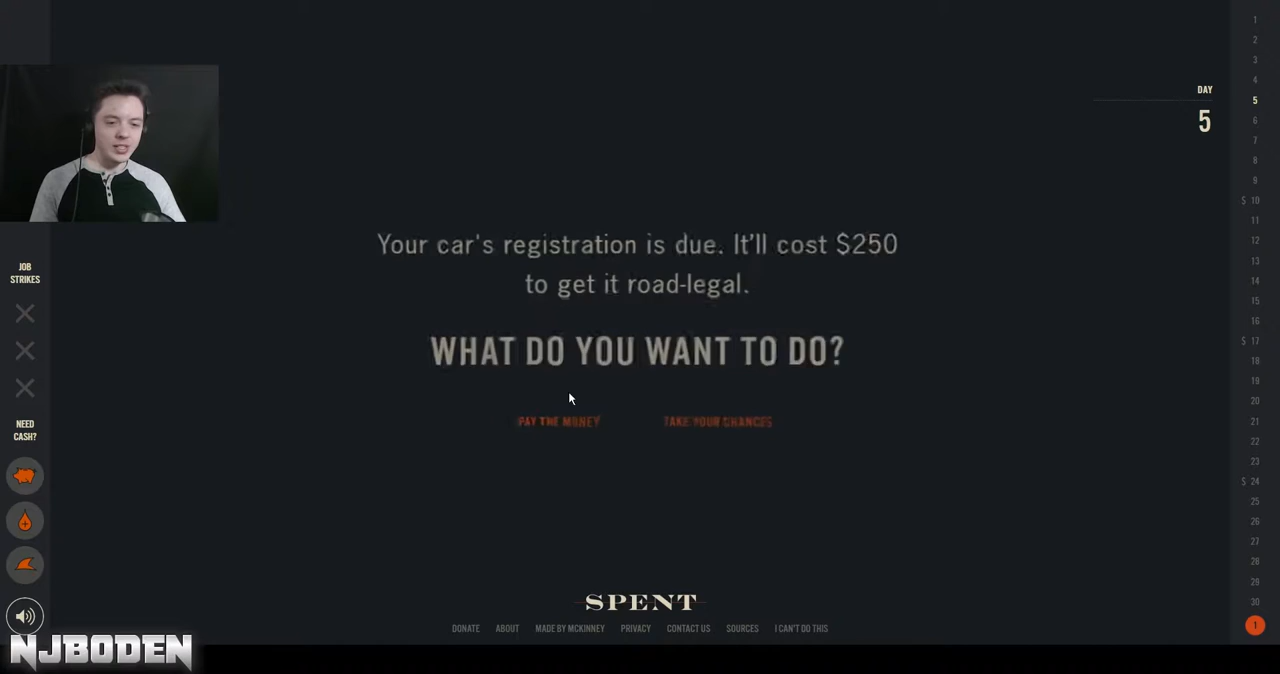 DAY
5
Your car's registration is due. It'll cost $250
to get it road-legal.
WHAT DO YOU WANT TO DO?
PAY THE MONEY
TAKE YOUR CHANCES
JOB
STRIKES
NEED
CASH?
SPENT
DONATE
ABOUT
MADE BY MCKINNEY
PRIVACY
CONTACT US
SOURCES
I CAN'T DO THIS
NJBODEN
1
2
3
4
5
6
7
8
9
$ 10
11
12
13
14
15
16
$ 17
18
19
20
21
22
23
$ 24
25
26
27
28
29
30
1